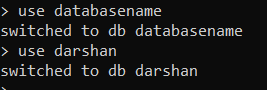 > use databasename
switched to db databasename
> use darshan
switched to db darshan
>